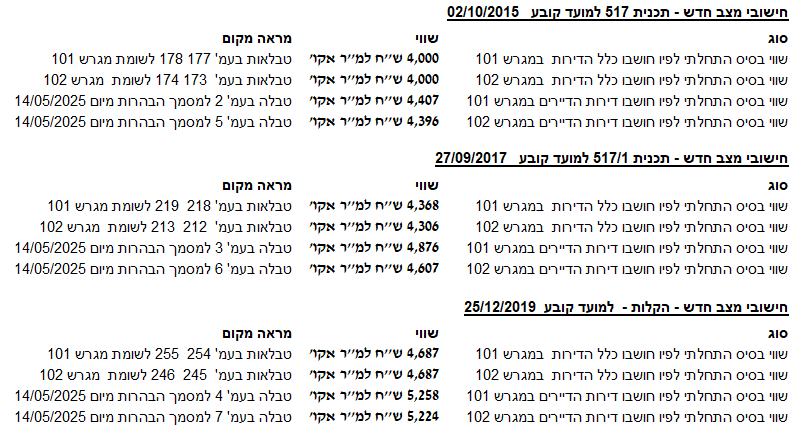 חישובי מצב חדש - תכנית 517 למועד קובע 02/10/2015
סוג שווי מראה מקום
שווי בסיס התחלתי לפיו חושבו כלל הדירות במגרש 101 4,000 ש''ח למ''ר אקו' טבלאות בעמ' 177 178 לשומת מגרש 101
שווי בסיס התחלתי לפיו חושבו כלל הדירות במגרש 102 4,000 ש''ח למ''ר אקו' טבלאות בעמ' 173 174 לשומת מגרש 102
שווי בסיס התחלתי לפיו חושבו דירות הדיירים במגרש 101 4,407 ש''ח למ''ר אקו' טבלה בעמ' 2 למסמך הבהרות מיום 14/05/2025
שווי בסיס התחלתי לפיו חושבו דירות הדיירים במגרש 102 4,396 ש''ח למ''ר אקו' טבלה בעמ' 5 למסמך הבהרות מיום 14/05/2025
חישובי מצב חדש - תכנית 517/1 למועד קובע 27/09/2017
סוג שווי מראה מקום
שווי בסיס התחלתי לפיו חושבו כלל הדירות במגרש 101 4,368 ש''ח למ''ר אקו' טבלאות בעמ' 218 219 לשומת מגרש 101
שווי בסיס התחלתי לפיו חושבו כלל הדירות במגרש 102 4,306 ש''ח למ''ר אקו' טבלאות בעמ' 212 213 לשומת מגרש 102
שווי בסיס התחלתי לפיו חושבו דירות הדיירים במגרש 101 4,876 ש''ח למ''ר אקו' טבלה בעמ' 3 למסמך הבהרות מיום 14/05/2025
שווי בסיס התחלתי לפיו חושבו דירות הדיירים במגרש 102 4,607 ש''ח למ''ר אקו' טבלה בעמ' 6 למסמך הבהרות מיום 14/05/2025
חישובי מצב חדש - הקלות - למועד קובע 25/12/2019
סוג שווי מראה מקום
שווי בסיס התחלתי לפיו חושבו כלל הדירות במגרש 101 4,687 ש''ח למ''ר אקו' טבלאות בעמ' 254 255 לשומת מגרש 101
שווי בסיס התחלתי לפיו חושבו כלל הדירות במגרש 102 4,687 ש''ח למ''ר אקו' טבלאות בעמ' 245 246 לשומת מגרש 102
שווי בסיס התחלתי לפיו חושבו דירות הדיירים במגרש 101 5,258 ש''ח למ''ר אקו' טבלה בעמ' 4 למסמך הבהרות מיום 14/05/2025
שווי בסיס התחלתי לפיו חושבו דירות הדיירים במגרש 102 5,224 ש''ח למ''ר אקו' טבלה בעמ' 7 למסמך הבהרות מיום 14/05/2025